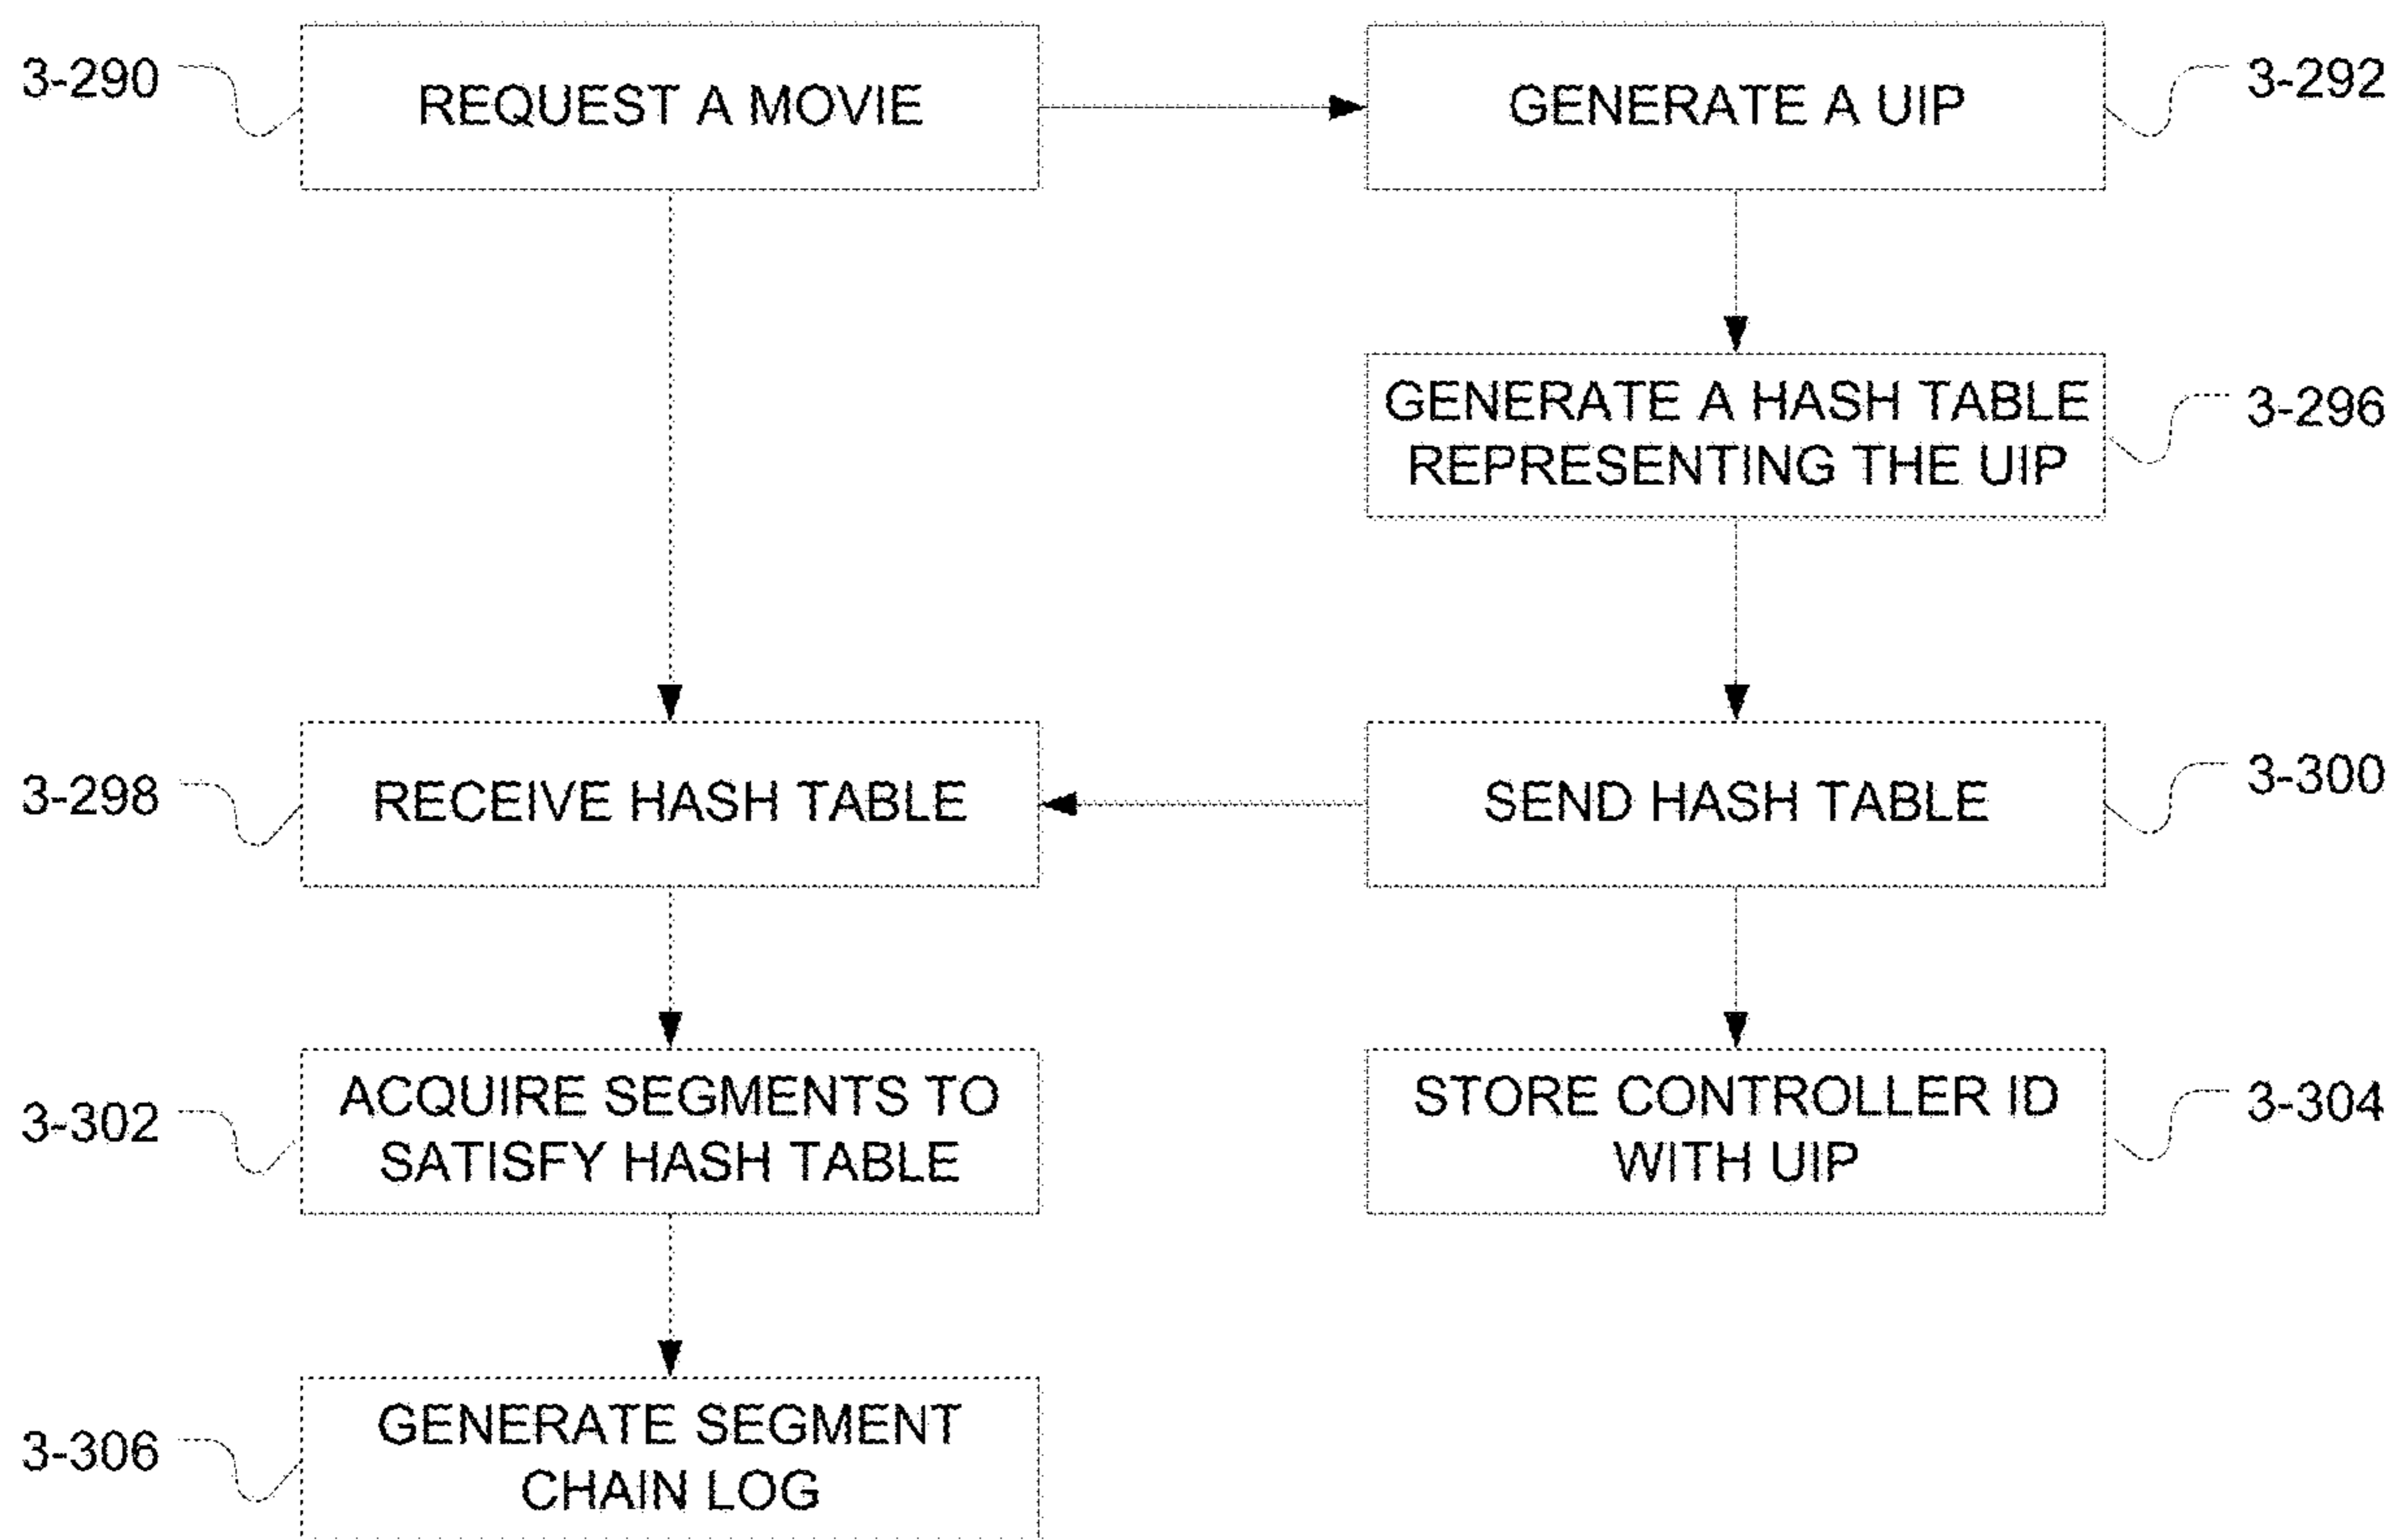 3-290
REQUEST A MOVIE
GENERATE A UIP
3-292
GENERATE A HASH TABLE
REPRESENTING THE UIP
3-296
3-298
RECEIVE HASH TABLE
SEND HASH TABLE
3-300
3-302
ACQUIRE SEGMENTS TO
SATISFY HASH TABLE
STORE CONTROLLER ID
WITH UIP
3-304
3-306
GENERATE SEGMENT
CHAIN LOG